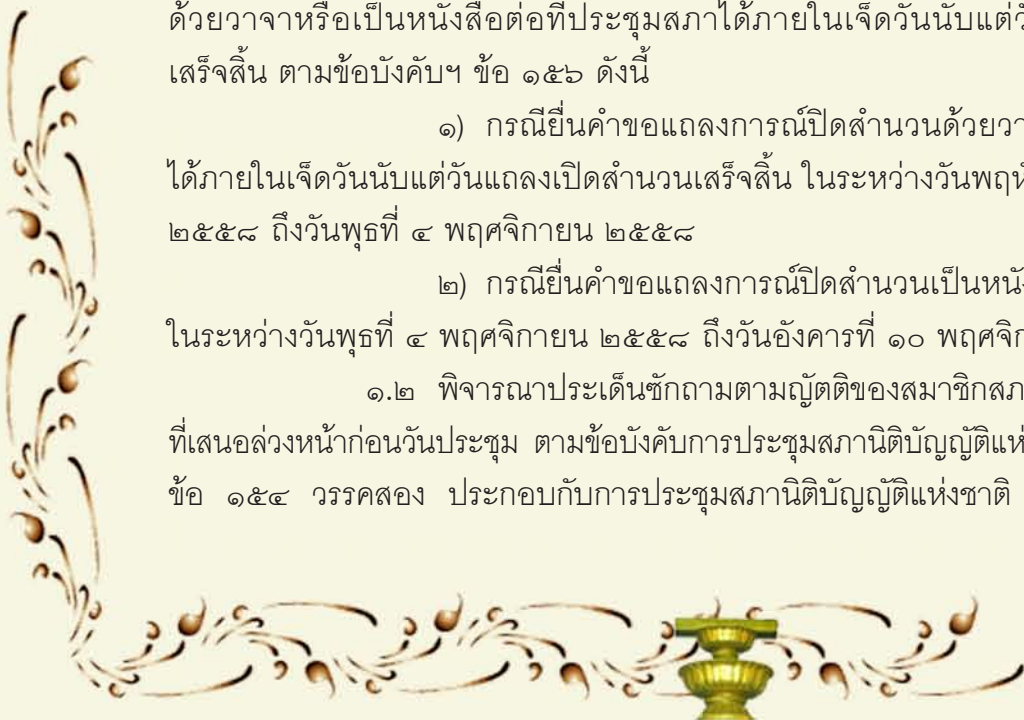 ด้วยวาจาหรือเป็นหนังสือต่อที่ประชุมสภาได้ภายในเจ็ดวันนับแต่
เสร็จสิ้น ตามข้อบังคับฯ ข้อ ๑๕๖ ดังนี้
๑) กรณียื่นคำขอแถลงการณ์ปิดสำนวนด้วยวา
ได้ภายในเจ็ดวันนับแต่วันแถลงเปิดสำนวนเสร็จสิ้น ในระหว่างวันพฤหั
๒๕๕๘ ถึงวันพุธที่ ๔ พฤศจิกายน ๒๕๕๘
๒) กรณียื่นคำขอแถลงการณ์ปิดสำนวนเป็นหนัง
ในระหว่างวันพุธที่ ๔ พฤศจิกายน ๒๕๕๘ ถึงวันอังคารที่ ๑๐ พฤศจิก
๑.๒ พิจารณาประเด็นซักถามตามญัตติของสมาชิกสภ
ที่เสนอล่วงหน้าก่อนวันประชุม ตามข้อบังคับการประชุมสภานิติบัญญัติแห่
ข้อ ๑๕๔ วรรคสอง ประกอบกับการประชุมสภานิติบัญญัติแห่งชาติ